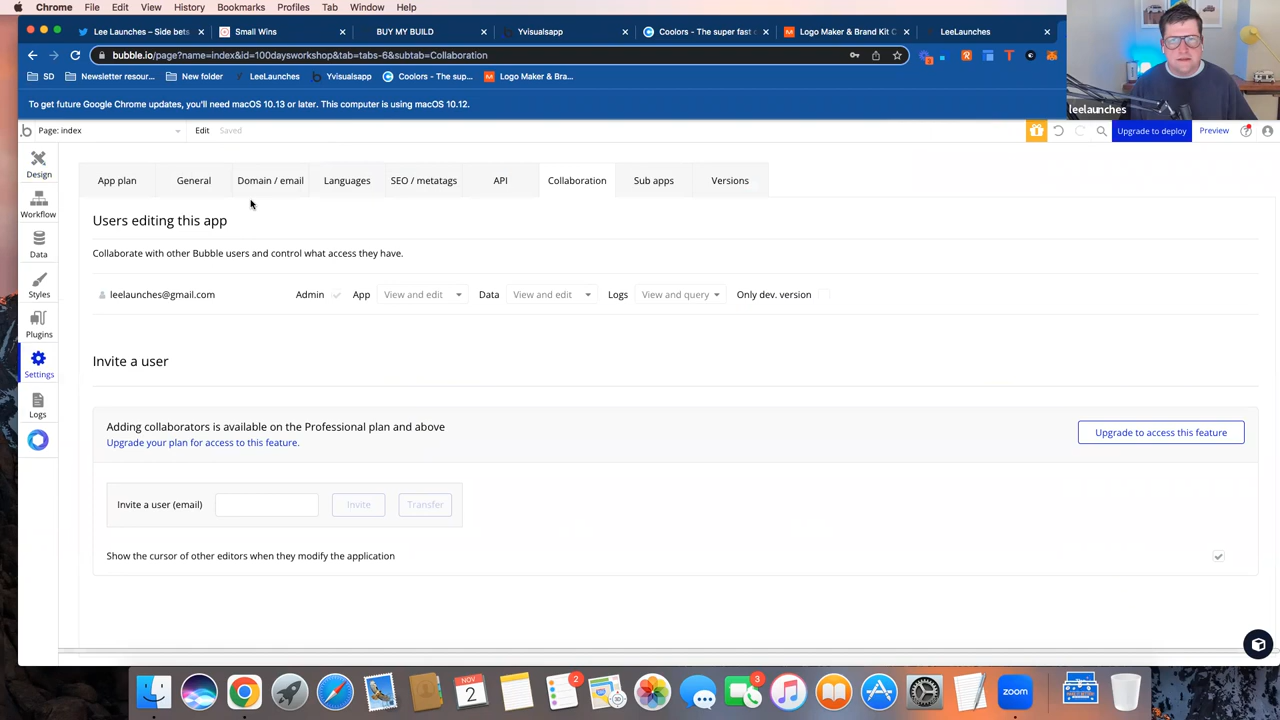 Chrome File Edit View History Bookmarks Profiles Tab Window Help
Lee Launches – Side bets
Small Wins
BUY MY BUILD
Yvisualsapp
Coolors - The super fast c
Logo Maker & Brand Kit C
LeeLaunches
bubble.io/page?name=index&id=100daysworkshop&tab=tabs-6&subtab=Collaboration
SD
Newsletter resour...
New folder
LeeLaunches
Yvisualsapp
Coolors - The sup...
Logo Maker & Bra...
leelaunches
To get future Google Chrome updates, you'll need macOS 10.13 or later. This computer is using macOS 10.12.
Page: index
Edit
Saved
Upgrade to deploy
Preview
Design
Workflow
Data
Styles
Plugins
Settings
Logs
App plan
General
Domain / email
Languages
SEO / metatags
API
Collaboration
Sub apps
Versions
Users editing this app
Collaborate with other Bubble users and control what access they have.
leelaunches@gmail.com Admin App View and edit Data View and edit Logs View and query Only dev. version
Invite a user
Adding collaborators is available on the Professional plan and above
Upgrade your plan for access to this feature.
Upgrade to access this feature
Invite a user (email)
Invite
Transfer
Show the cursor of other editors when they modify the application
NOV
2
2
3
zoom